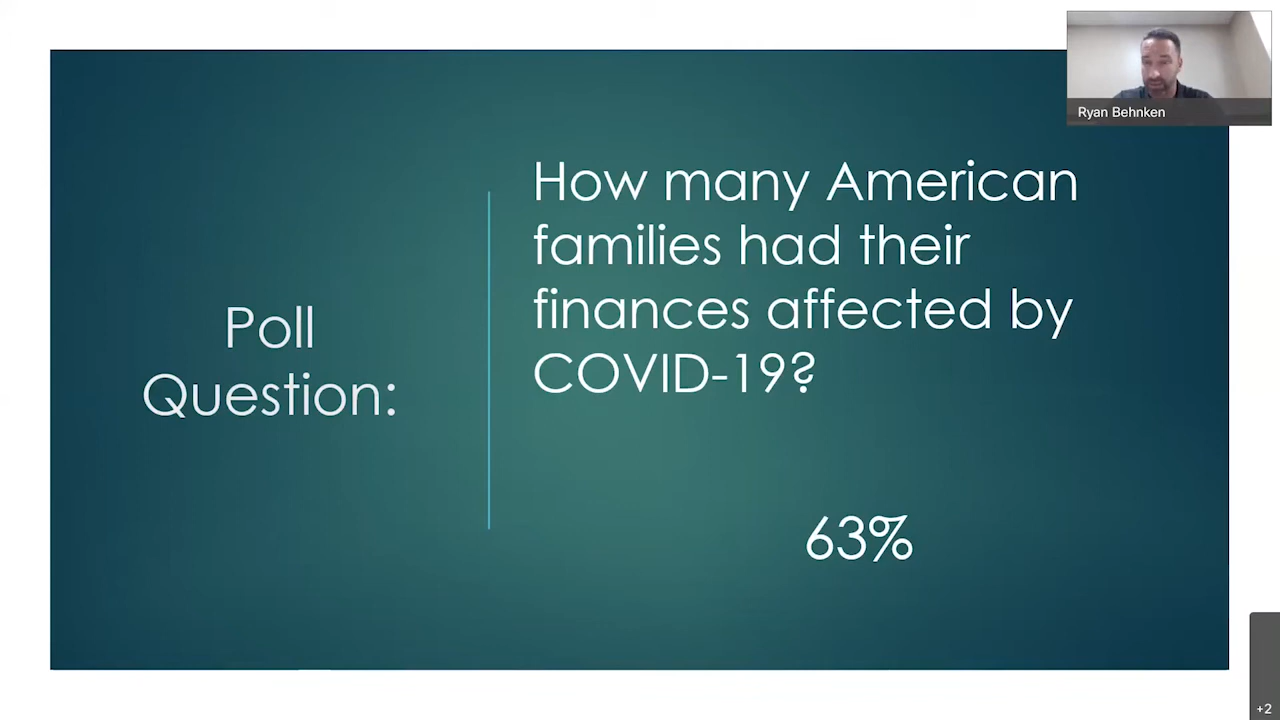 Ryan Behnken
How many American
families had their
finances affected by
COVID-19?
Poll
Question:
63%
+2